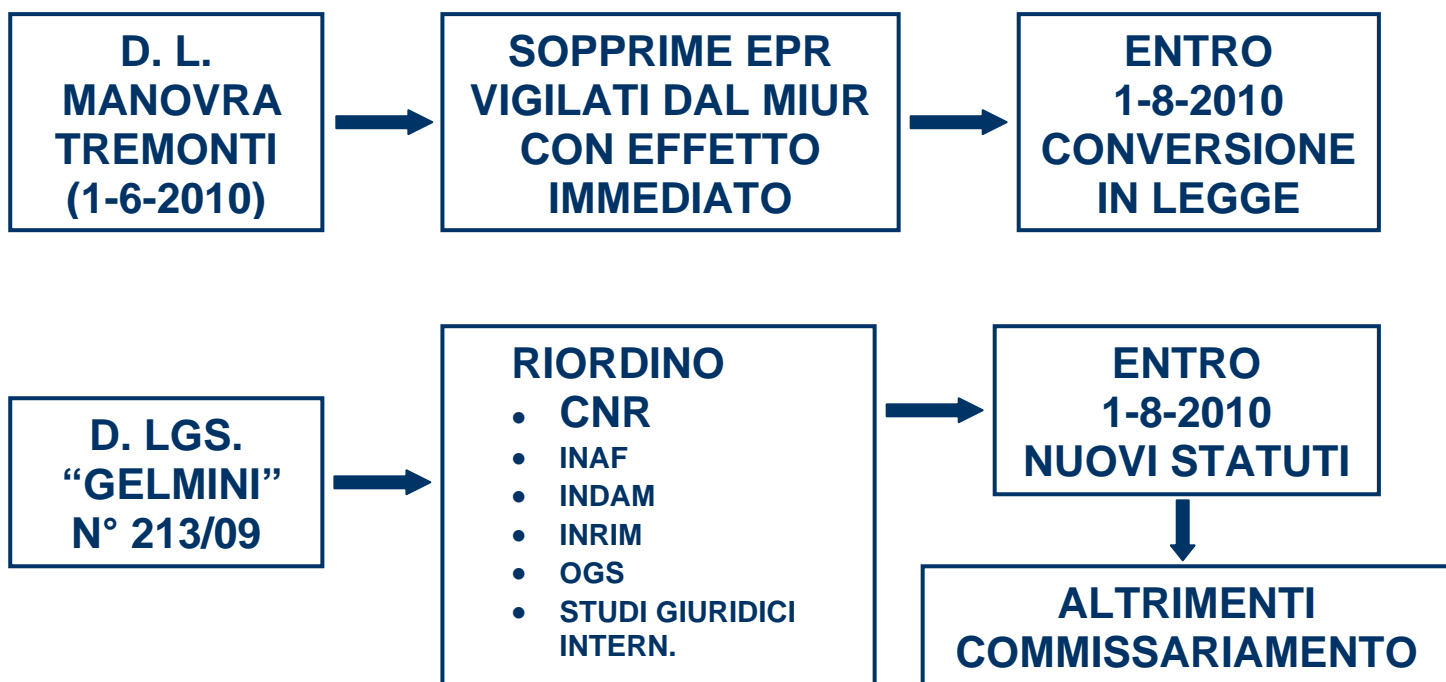 D. L.
MANOVRA
TREMONTI
(1-6-2010)
SOPPRIME EPR
VIGILATI DAL MIUR
CON EFFETTO
IMMEDIATO
ENTRO
1-8-2010
CONVERSIONE
IN LEGGE
D. LGS.
“GELMINI”
N° 213/09
RIORDINO
• CNR
• INAF
• INDAM
• INRIM
• OGS
• STUDI GIURIDICI
INTERN.
ENTRO
1-8-2010
NUOVI STATUTI
ALTRIMENTI
COMMISSARIAMENTO